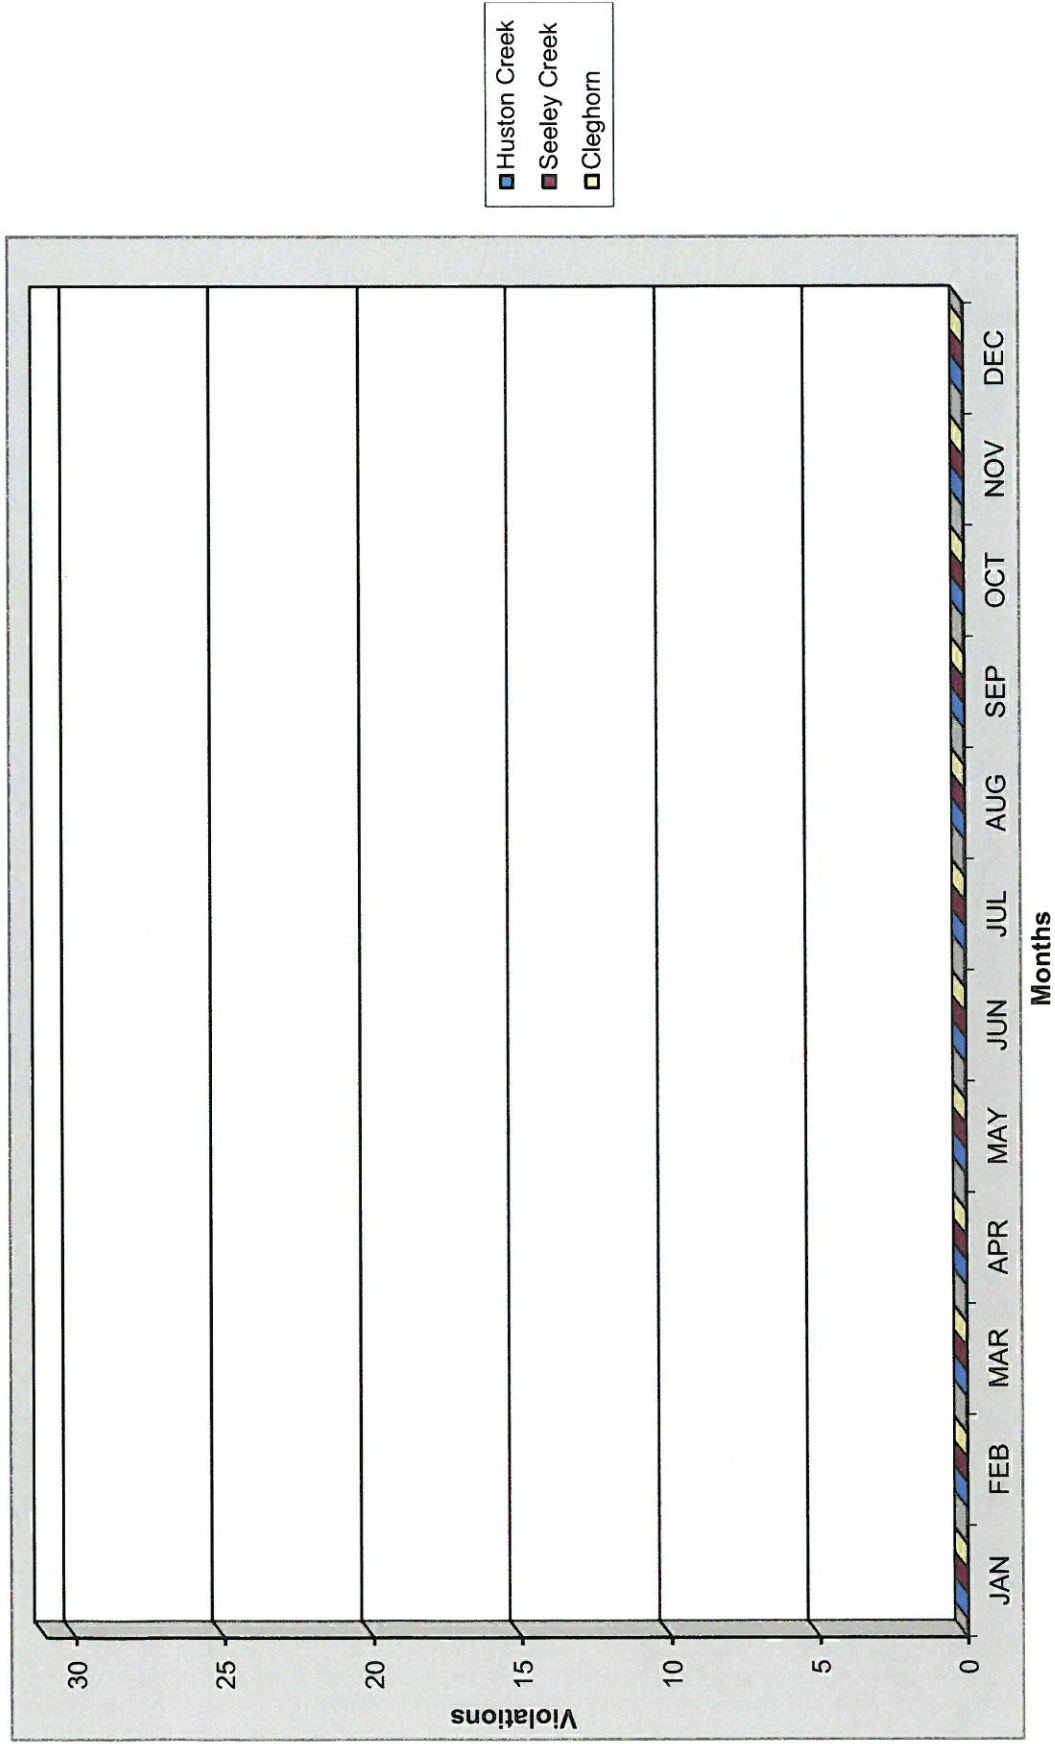 Huston Creek
Seeley Creek
Cleghorn
30
25
20
15
10
5
0
Violations
JAN
FEB
MAR
APR
MAY
JUN
JUL
AUG
SEP
OCT
NOV
DEC
Months